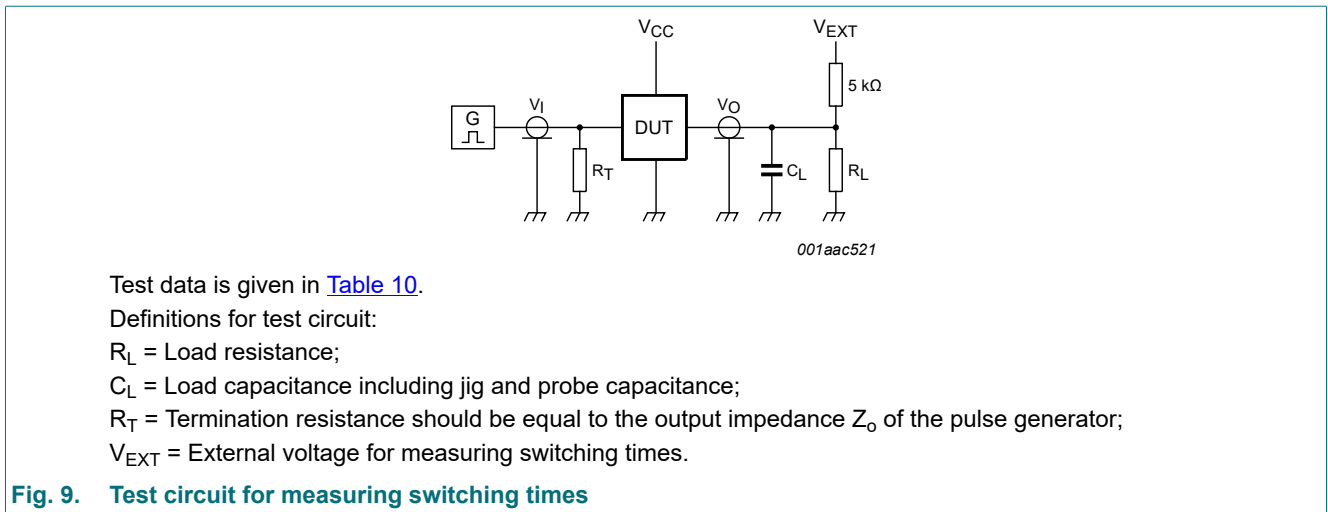 VCC
VEXT
5 kΩ
G
VI
DUT
VO
RT
CL
RL
001aac521
Test data is given in Table 10.
Definitions for test circuit:
RL = Load resistance;
CL = Load capacitance including jig and probe capacitance;
RT = Termination resistance should be equal to the output impedance Zo of the pulse generator;
VEXT = External voltage for measuring switching times.
Fig. 9. Test circuit for measuring switching times